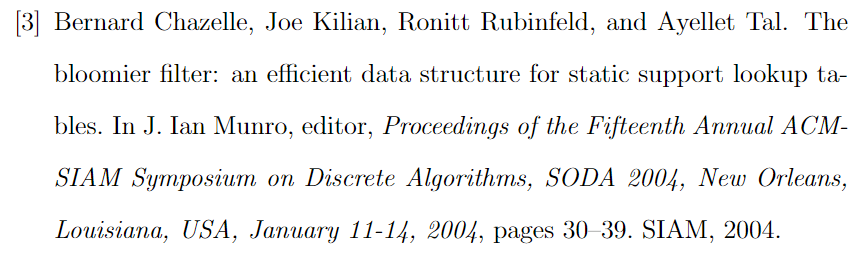 [3] Bernard Chazelle, Joe Kilian, Ronitt Rubinfeld, and Ayellet Tal. The
bloomier filter: an efficient data structure for static support lookup ta-
bles. In J. Ian Munro, editor, Proceedings of the Fifteenth Annual ACM-
SIAM Symposium on Discrete Algorithms, SODA 2004, New Orleans,
Louisiana, USA, January 11-14, 2004, pages 30–39. SIAM, 2004.